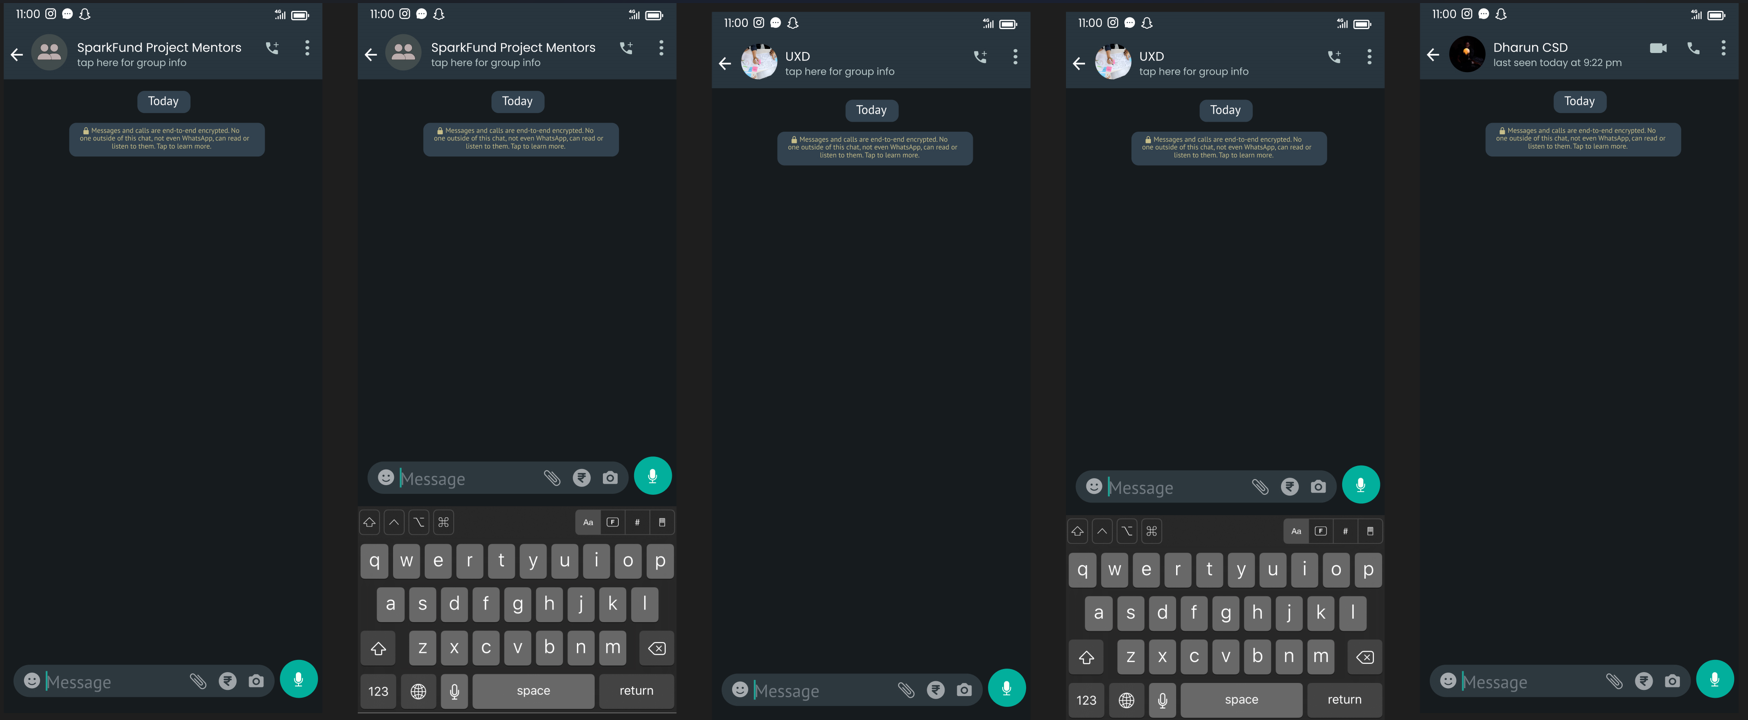 11:00
4G
SparkFund Project Mentors
tap here for group info
Today
Messages and calls are end-to-end encrypted. No
one outside of this chat, not even WhatsApp, can read or
listen to them. Tap to learn more.
Message
11:00
4G
SparkFund Project Mentors
tap here for group info
Today
Messages and calls are end-to-end encrypted. No
one outside of this chat, not even WhatsApp, can read or
listen to them. Tap to learn more.
Message
Aa F #
q w e r t y u i o p
a s d f g h j k l
z x c v b n m
123 space return
11:00
4G
UXD
tap here for group info
Today
Messages and calls are end-to-end encrypted. No
one outside of this chat, not even WhatsApp, can read or
listen to them. Tap to learn more.
Message
11:00
4G
UXD
tap here for group info
Today
Messages and calls are end-to-end encrypted. No
one outside of this chat, not even WhatsApp, can read or
listen to them. Tap to learn more.
Message
Aa F #
q w e r t y u i o p
a s d f g h j k l
z x c v b n m
123 space return
11:00
4G
Dharun CSD
last seen today at 9:22 pm
Today
Messages and calls are end-to-end encrypted. No
one outside of this chat, not even WhatsApp, can read or
listen to them. Tap to learn more.
Message